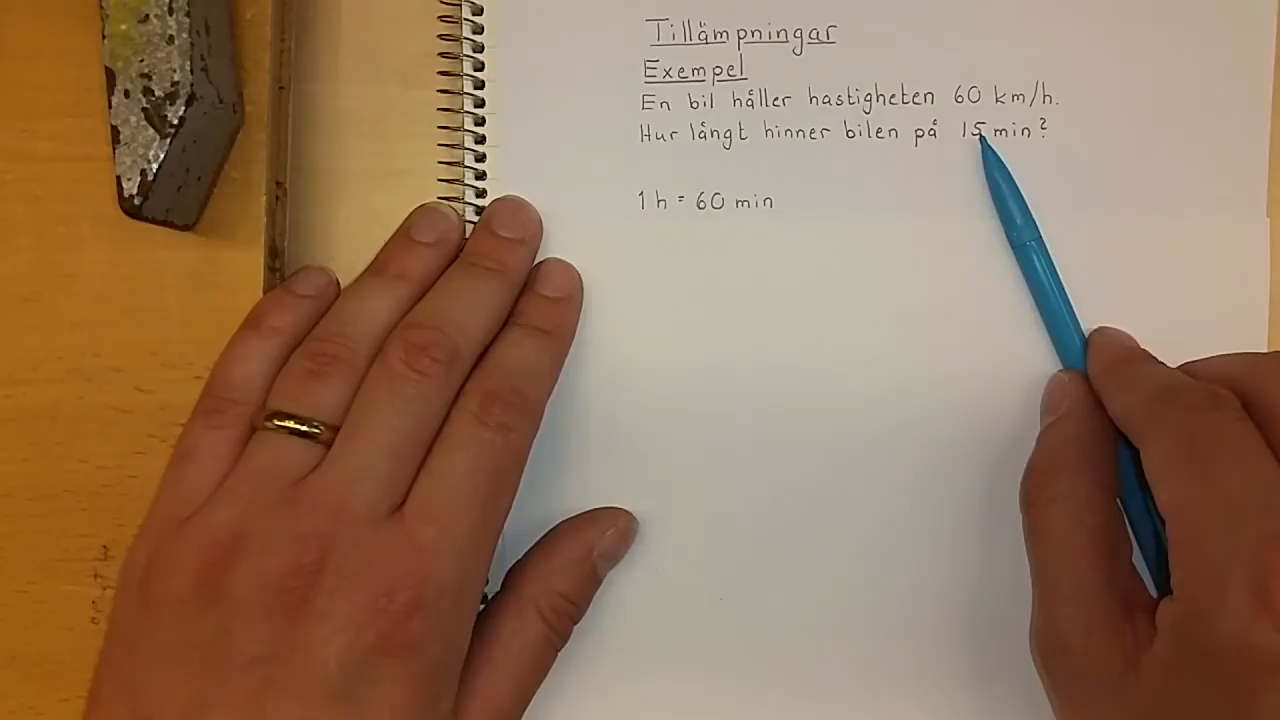 Tillämpningar
Exempel
En bil håller hastigheten 60 km/h.
Hur långt hinner bilen på 15 min?
1 h = 60 min